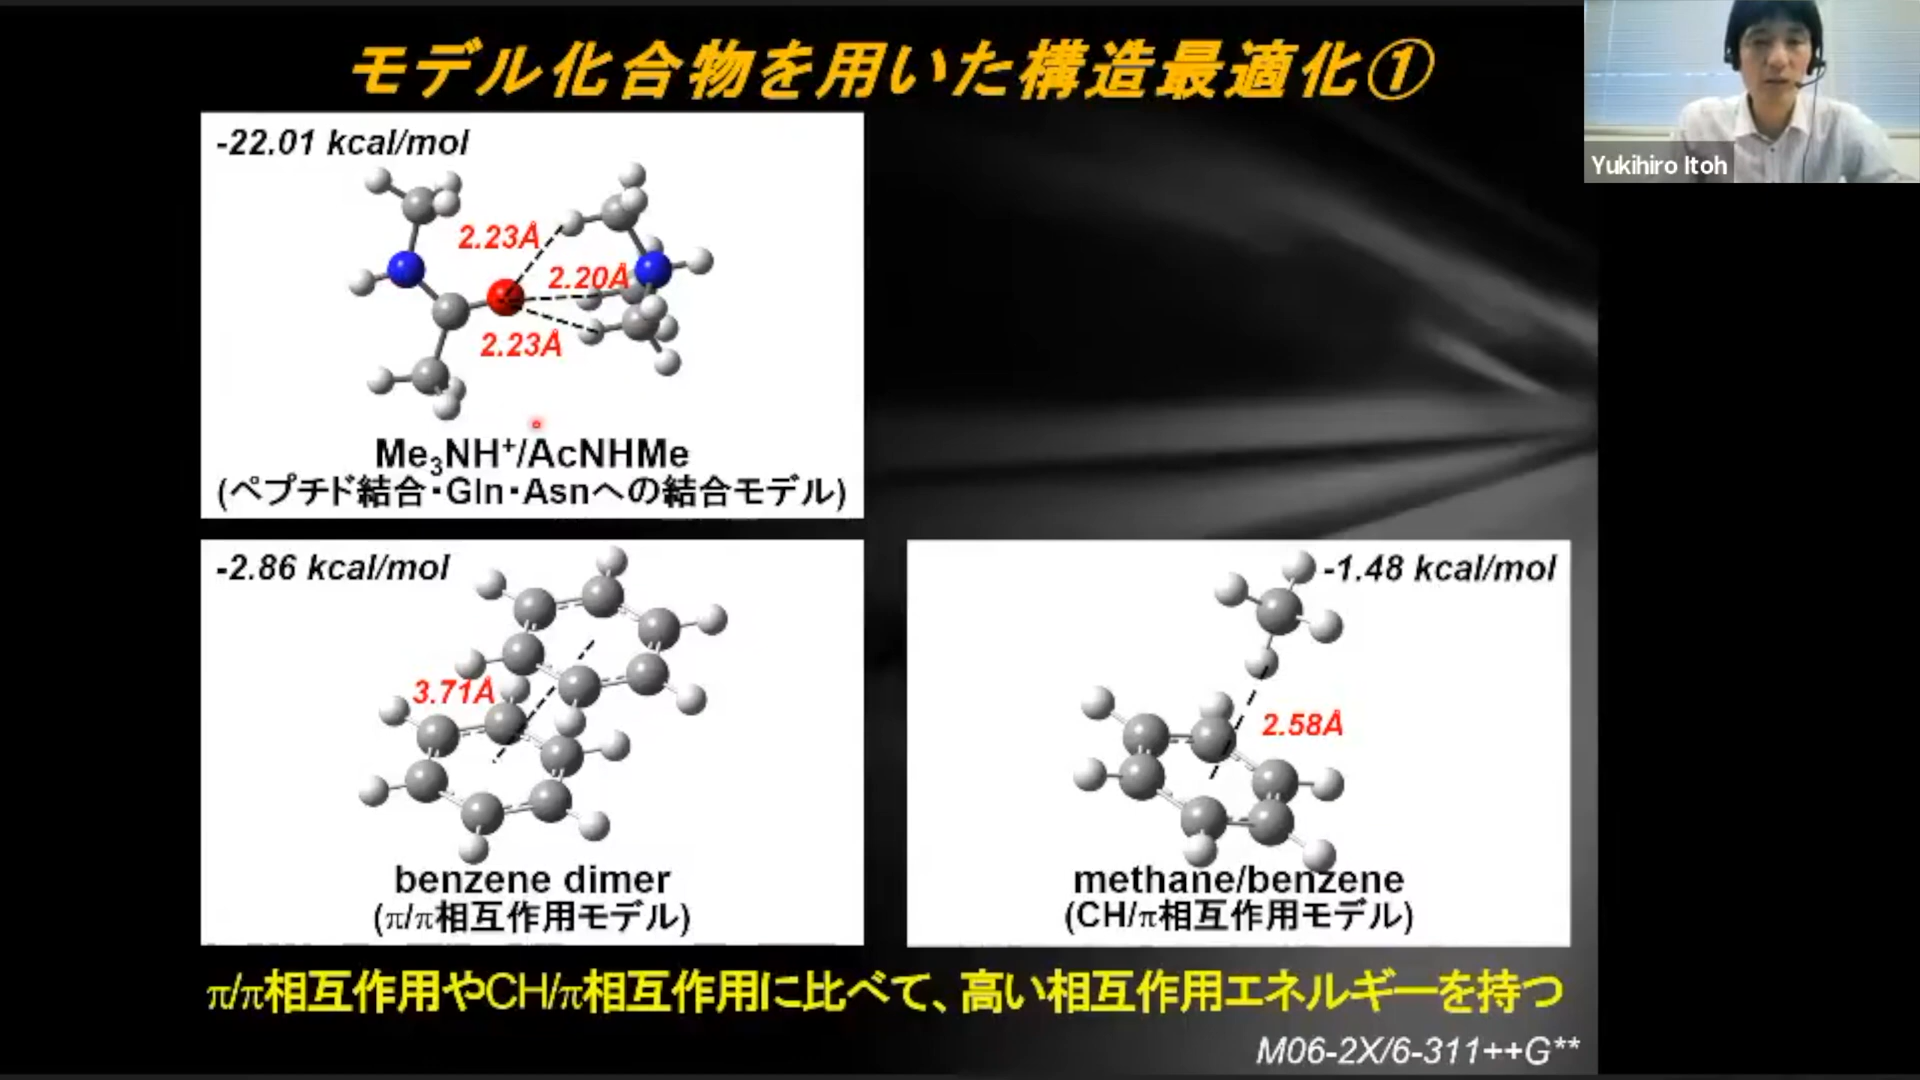 モデル化合物を用いた構造最適化①
Yukihiro Itoh
-22.01 kcal/mol
2.23Å
2.20Å
2.23Å
Me₃NH⁺/AcNHMe
(ペプチド結合・Gln・Asnへの結合モデル)
-2.86 kcal/mol
3.71Å
benzene dimer
(π/π相互作用モデル)
-1.48 kcal/mol
2.58Å
methane/benzene
(CH/π相互作用モデル)
π/π相互作用やCH/π相互作用に比べて、高い相互作用エネルギーを持つ
M06-2X/6-311++G**